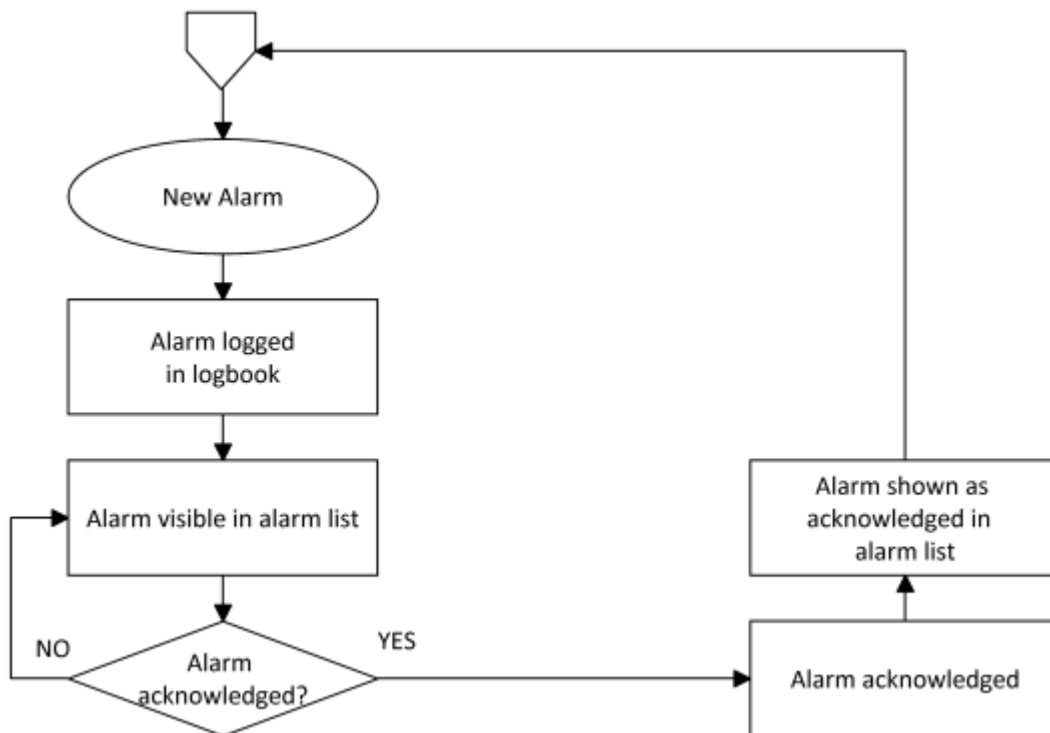 New Alarm
Alarm logged
in logbook
Alarm visible in alarm list
Alarm shown as
acknowledged in
alarm list
NO
YES
Alarm
acknowledged?
Alarm acknowledged